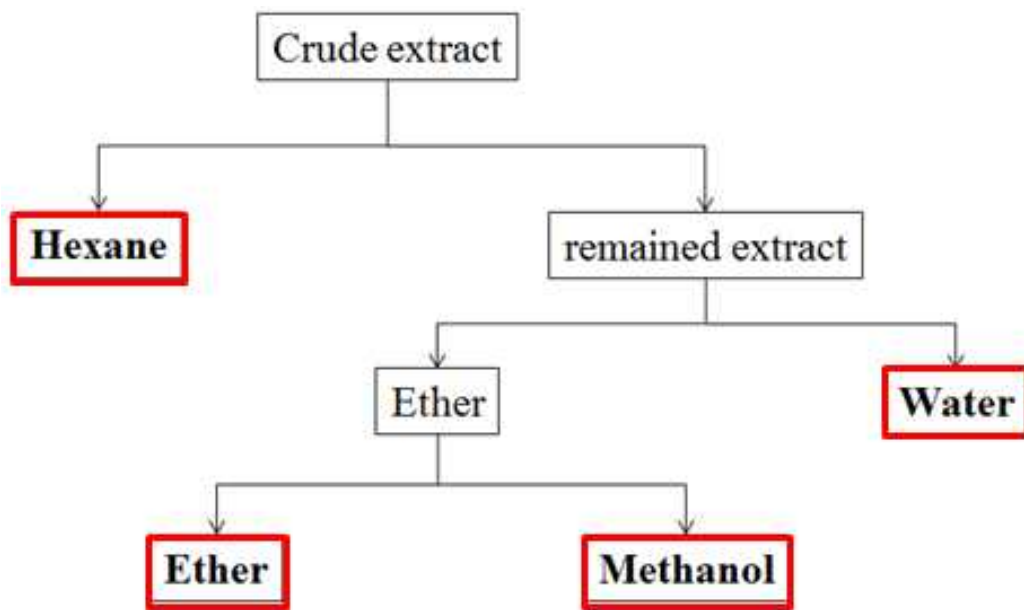 Crude extract
Hexane
remained extract
Ether
Water
Ether
Methanol